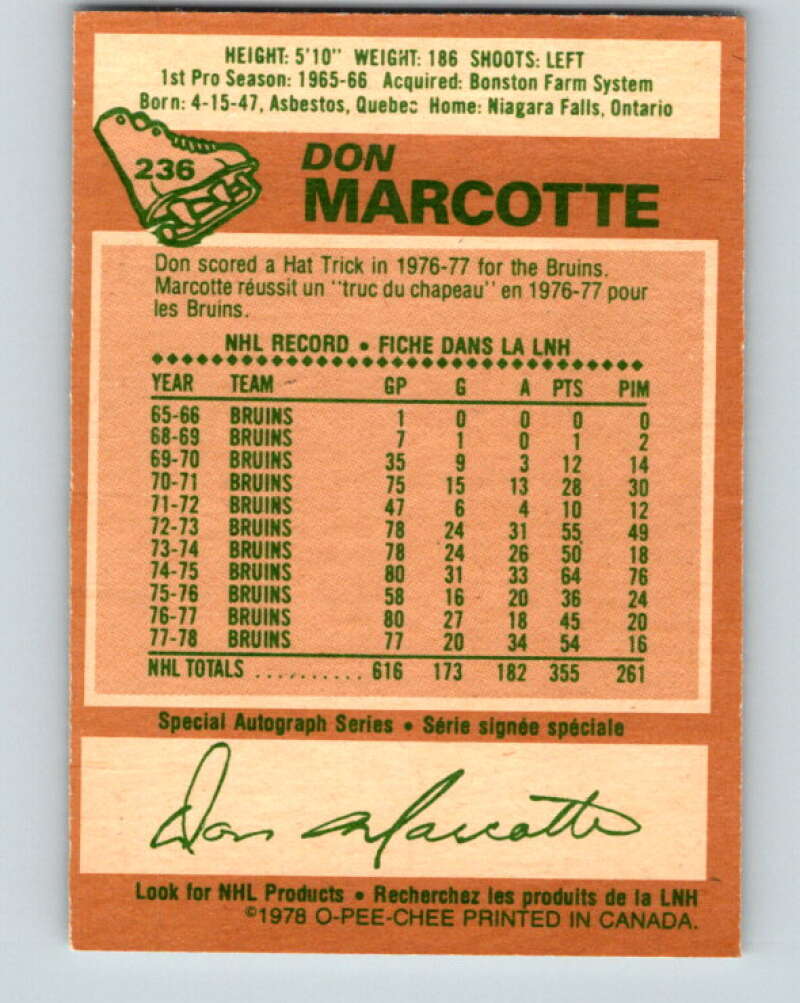 HEIGHT: 5'10" WEIGHT: 186 SHOOTS: LEFT
1st Pro Season: 1965-66 Acquired: Bonston Farm System
Born: 4-15-47, Asbestos, Quebec Home: Niagara Falls, Ontario
236
DON
MARCOTTE
Don scored a Hat Trick in 1976-77 for the Bruins.
Marcotte réussit un "truc du chapeau" en 1976-77 pour
les Bruins.
NHL RECORD • FICHE DANS LA LNH
YEAR TEAM GP G A PTS PIM
65-66 BRUINS 1 0 0 0 0
68-69 BRUINS 7 1 0 1 2
69-70 BRUINS 35 9 3 12 14
70-71 BRUINS 75 15 13 28 30
71-72 BRUINS 47 6 4 10 12
72-73 BRUINS 78 24 31 55 49
73-74 BRUINS 78 24 26 50 18
74-75 BRUINS 80 31 33 64 76
75-76 BRUINS 58 16 20 36 24
76-77 BRUINS 80 27 18 45 20
77-78 BRUINS 77 20 34 54 16
NHL TOTALS .......... 616 173 182 355 261
Special Autograph Series • Série signée spéciale
Don Marcotte
Look for NHL Products • Recherchez les produits de la LNH
©1978 O-PEE-CHEE PRINTED IN CANADA.